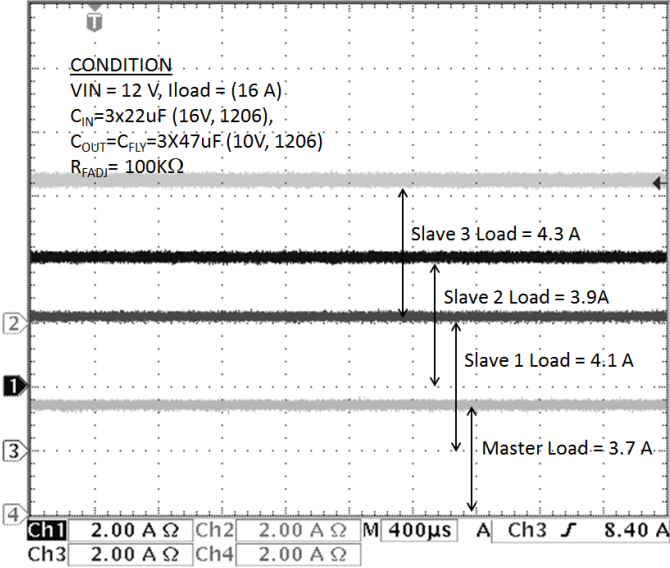 T
CONDITION
VIN = 12 V, Iload = (16 A)
CIN=3x22uF (16V, 1206),
COUT=CFLY=3X47uF (10V, 1206)
RFADJ= 100KΩ
Slave 3 Load = 4.3 A
Slave 2 Load = 3.9A
2
Slave 1 Load = 4.1 A
1
Master Load = 3.7 A
3
4
Ch1 2.00 A Ω Ch2 2.00 A Ω M 400µs A Ch3 ∫ 8.40 A
Ch3 2.00 A Ω Ch4 2.00 A Ω